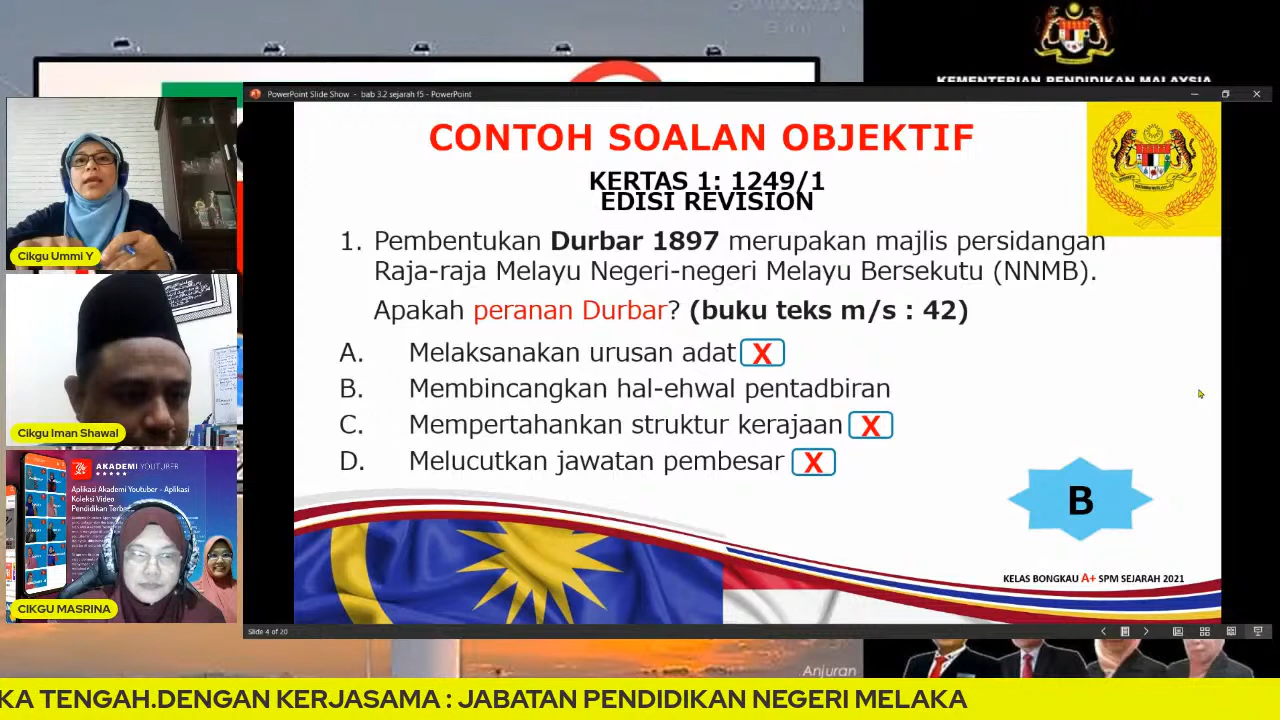 KEMENTERIAN PENDIDIKAN MALAYSIA
PowerPoint Slide Show - bab 3.2 sejarah f5 - PowerPoint
CONTOH SOALAN OBJEKTIF
KERTAS 1: 1249/1
EDISI REVISION
1. Pembentukan Durbar 1897 merupakan majlis persidangan
Raja-raja Melayu Negeri-negeri Melayu Bersekutu (NNMB).
Apakah peranan Durbar? (buku teks m/s : 42)
A. Melaksanakan urusan adat X
B. Membincangkan hal-ehwal pentadbiran
C. Mempertahankan struktur kerajaan X
D. Melucutkan jawatan pembesar X
B
KELAS BONGKAU A+ SPM SEJARAH 2021
Slide 4 of 20
Cikgu Ummi Y
Cikgu Iman Shawal
AKADEMI YOUTUBER
Aplikasi Akademi Youtuber - Aplikasi
Koleksi Video
Pendidikan
CIKGU MASRINA
Anjuran
KA TENGAH.DENGAN KERJASAMA : JABATAN PENDIDIKAN NEGERI MELAKA